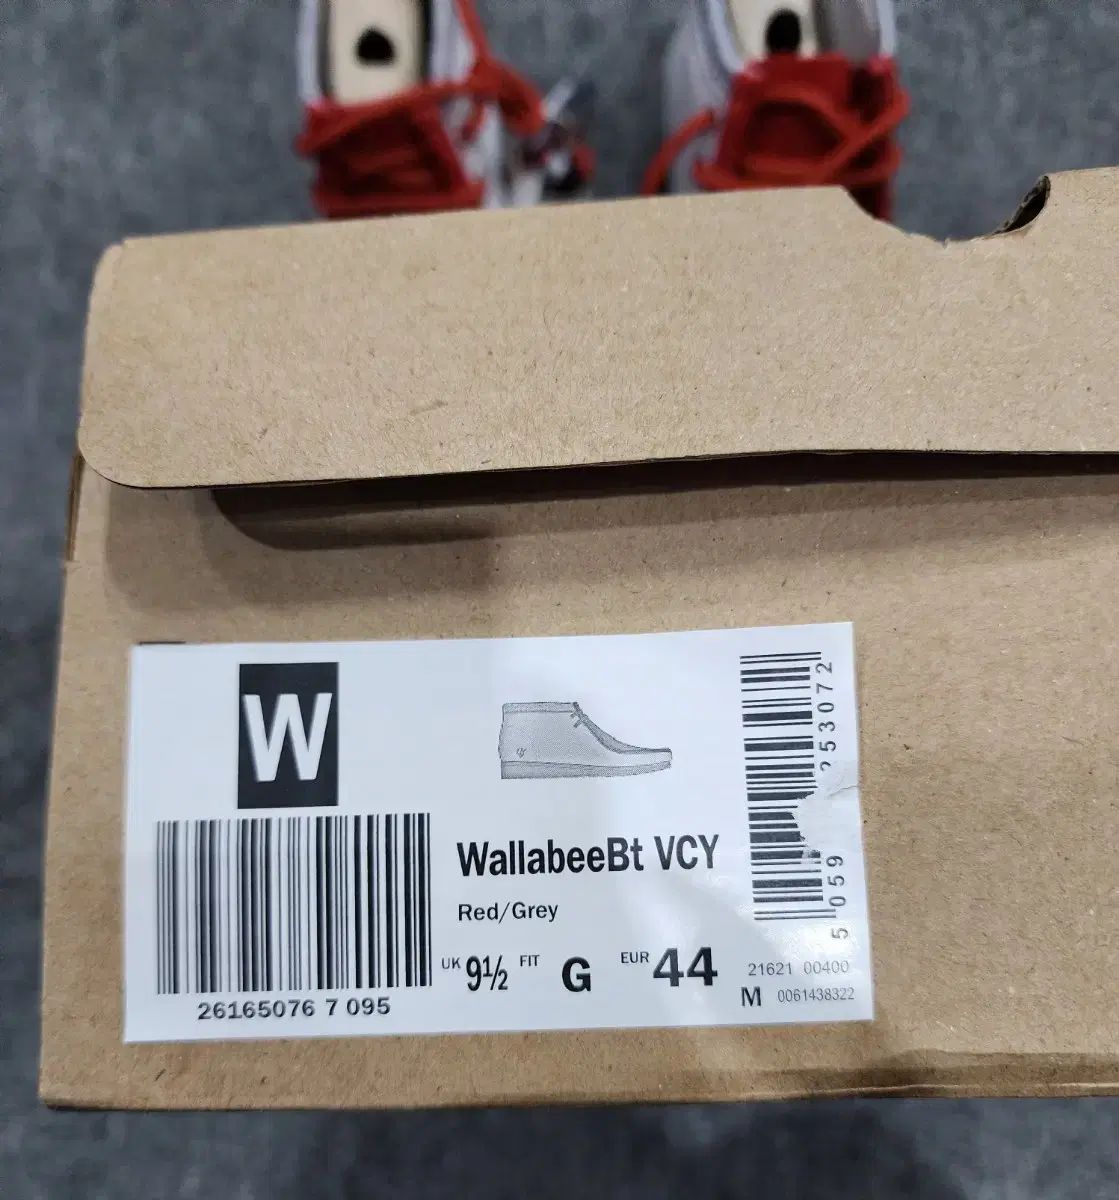 W
WallabeeBt VCY
Red/Grey
UK 9½ FIT G EUR 44
26165076 7 095
5 059
253072
21621 00400
M 0061438322